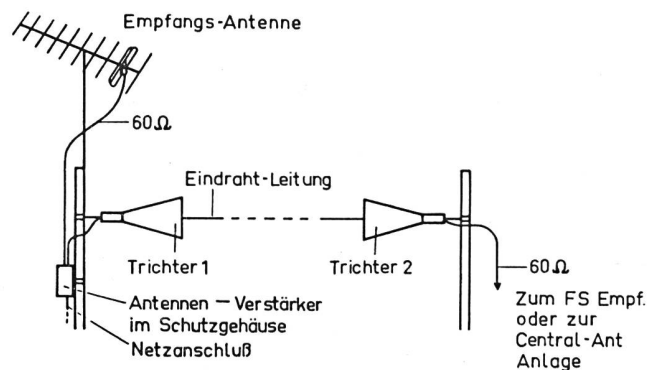 Empfangs-Antenne
60Ω
Eindraht-Leitung
Trichter 1
Trichter 2
60Ω
Antennen – Verstärker
im Schutzgehäuse
Netzanschluß
Zum FS Empf.
oder zur
Central-Ant
Anlage